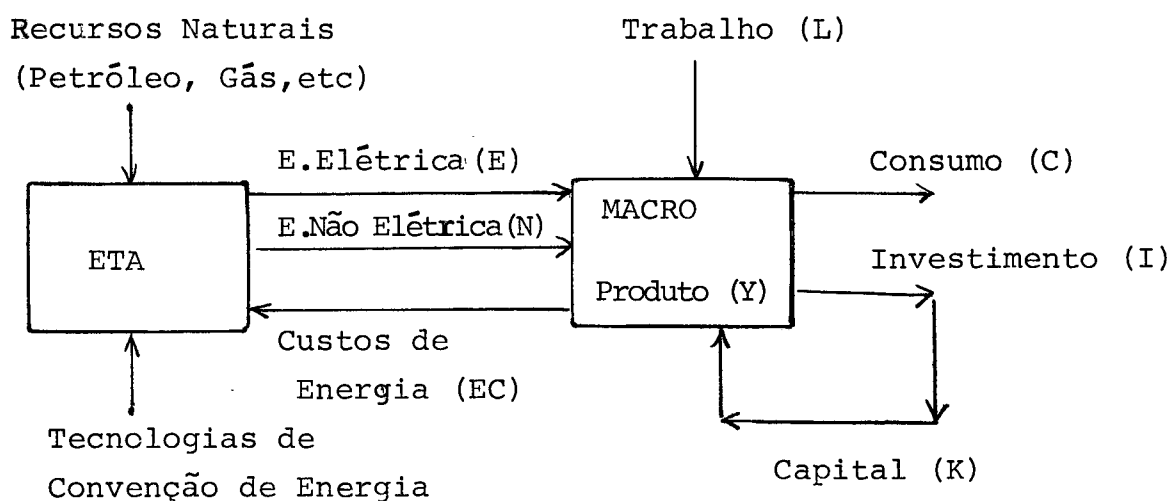 Recursos Naturais
(Petróleo, Gás,etc)
Trabalho (L)
E.Elétrica(E)
Consumo (C)
MACRO
E.Não Elétrica(N)
ETA
Investimento (I)
Produto (Y)
Custos de
Energia (EC)
Tecnologias de
Convenção de Energia
Capital (K)